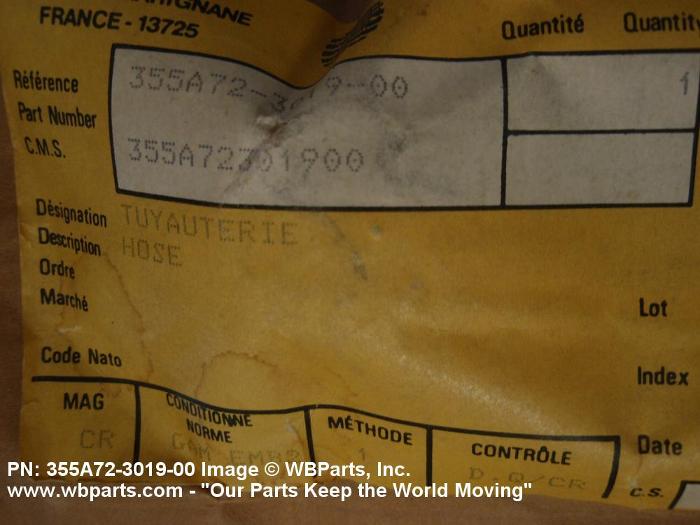 FRANCE - 13725
Quantité
Référence
355A72-3019-00
1
Part Number
C.M.S.
355A72301900
Désignation TUYAUTERIE
Description HOSE
Ordre
Marché
Lot
Code Nato
Index
MAG
CONDITIONNE
NORME
MÉTHODE
CONTRÔLE
Date
CR
GAM
1
D.Q/CR
C.S.
PN: 355A72-3019-00 Image © WBParts, Inc.
www.wbparts.com - "Our Parts Keep the World Moving"